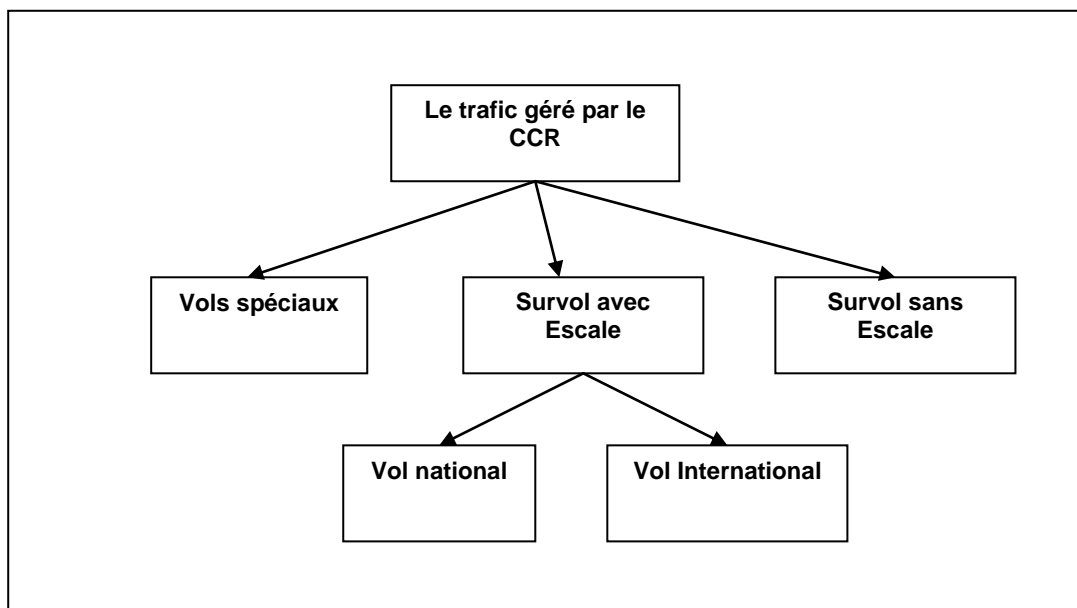 Le trafic géré par le
CCR
Vols spéciaux
Survol avec
Escale
Survol sans
Escale
Vol national
Vol International